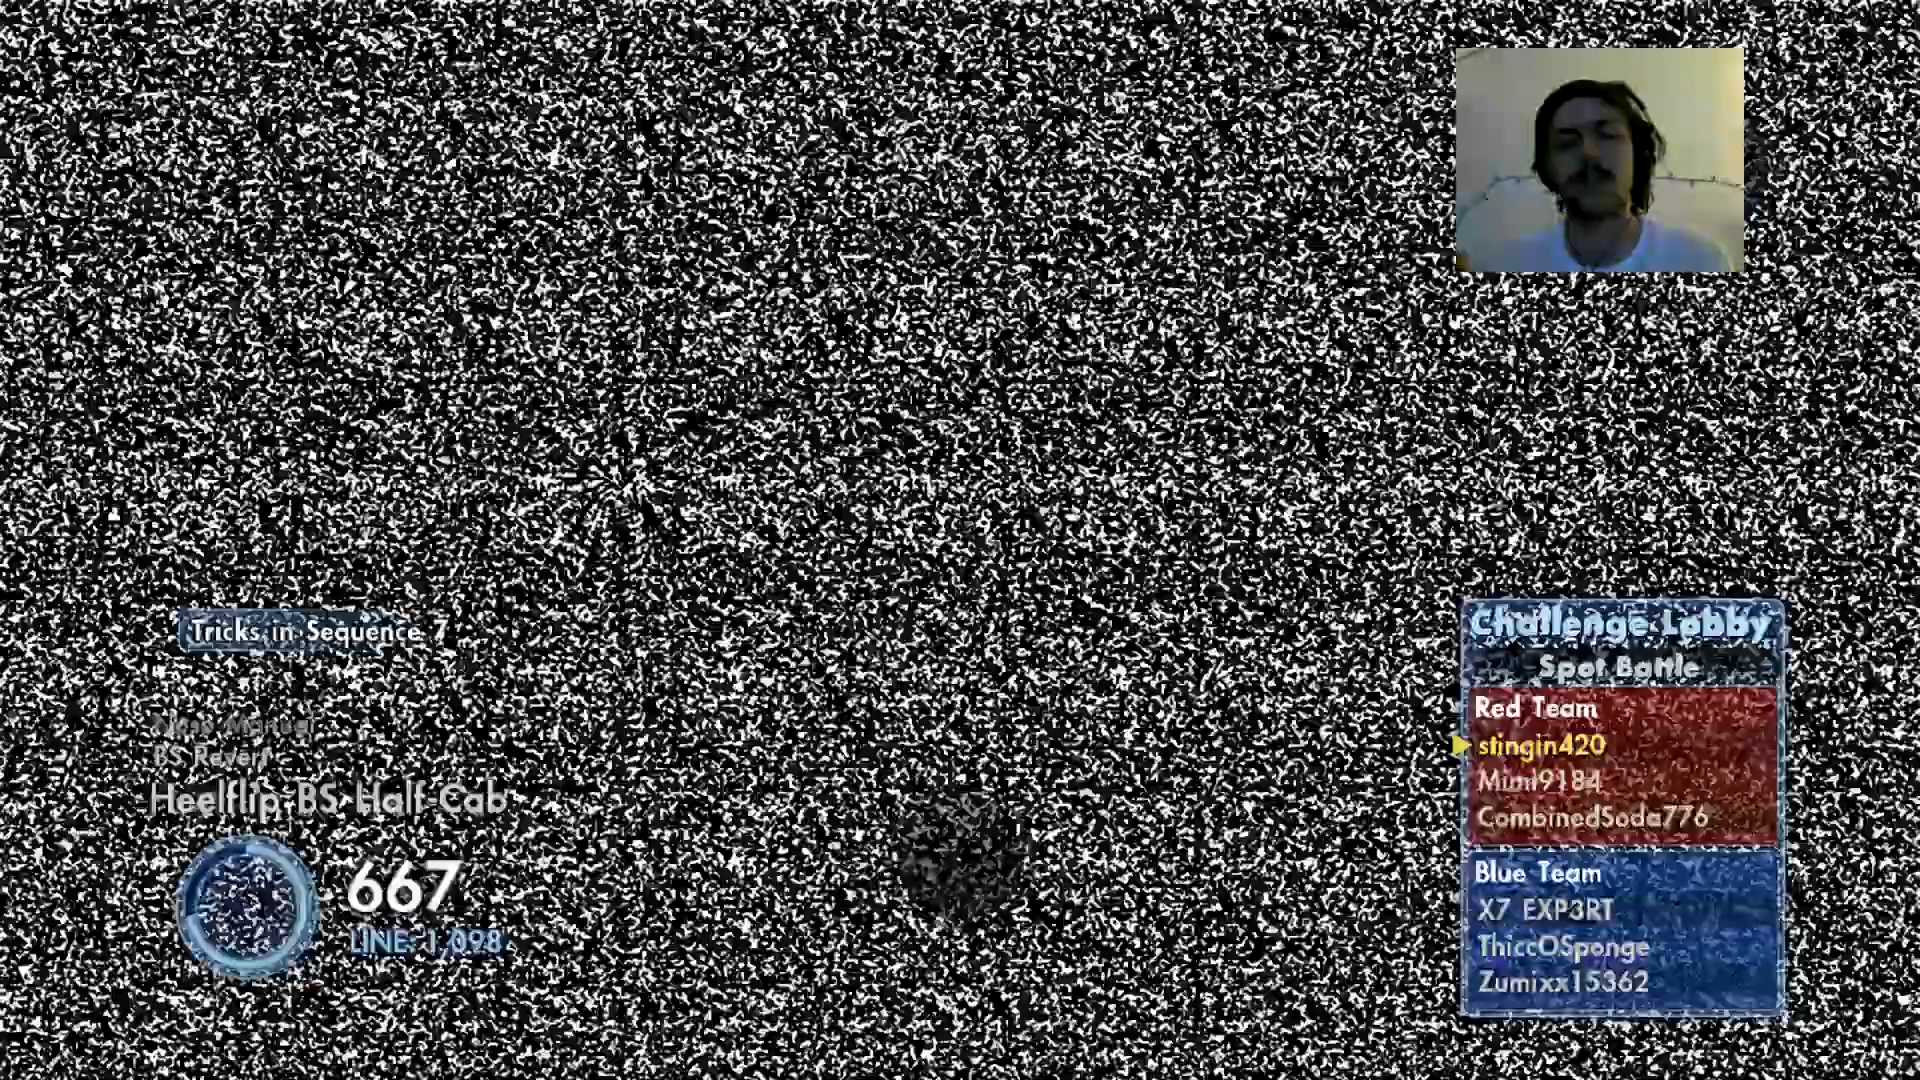 Tricks in Sequence 7
Manual
BS Revert
Heelflip BS Half Cab
667
LINE: 1,098
Challenge Lobby
Spot Battle
Red Team
stingin420
Mimi9184
CombinedSoda776
Blue Team
X7 EXP3RT
ThiccOSponge
Zumixx15362